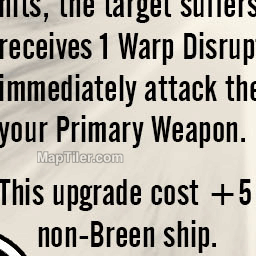 hits, the target suffers
receives 1 Warp Disrup
immediately attack the
your Primary Weapon.
MapTiler.com
This upgrade cost +5
non-Breen ship.